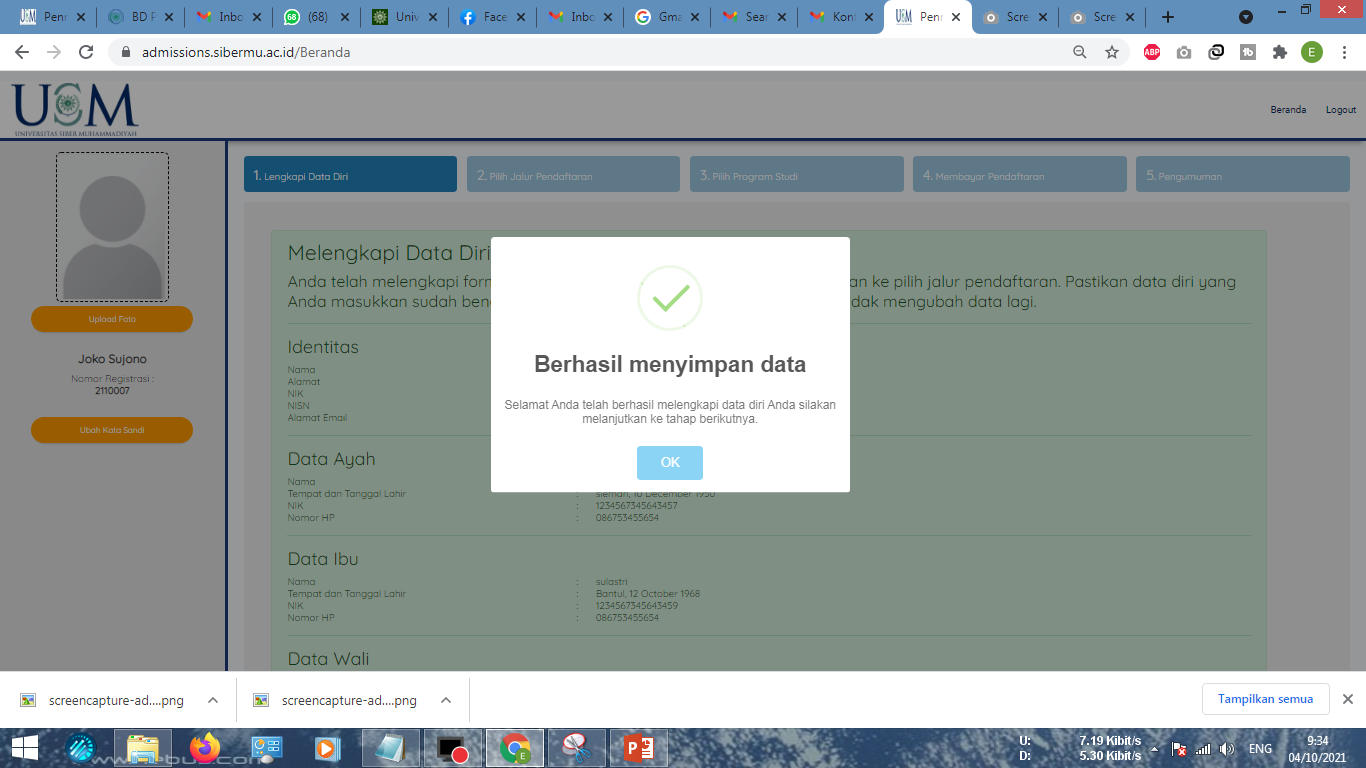 Penr
BD F
Inbo
68
(68)
Univ
Face
Inbo
Gma
Sear
Kont
Penr
Scre
Scre
admissions.sibermu.ac.id/Beranda
ABP
tb
E
USM
UNIVERSITAS SIBER MUHAMMADIYAH
Beranda
Logout
1. Lengkapi Data Diri
2. Pilih Jalur Pendaftaran
3. Pilih Program Studi
4. Membayar Pendaftaran
5. Pengumuman
Upload Foto
Joko Sujono
Nomor Registrasi :
2110007
Ubah Kata Sandi
Melengkapi Data Diri
Anda telah melengkapi form an ke pilih jalur pendaftaran. Pastikan data diri yang
Anda masukkan sudah ben dak mengubah data lagi.
Identitas
Nama
Alamat
NIK
NISN
Alamat Email
Berhasil menyimpan data
Selamat Anda telah berhasil melengkapi data diri Anda silakan
melanjutkan ke tahap berikutnya.
OK
Data Ayah
Nama
Tempat dan Tanggal Lahir : sleman, 10 December 1950
NIK : 1234567345643457
Nomor HP : 086753455654
Data Ibu
Nama : sulastri
Tempat dan Tanggal Lahir : Bantul, 12 October 1968
NIK : 1234567345643459
Nomor HP : 086753455654
Data Wali
screencapture-ad....png
screencapture-ad....png
Tampilkan semua
U: 7.19 Kibit/s
D: 5.30 Kibit/s
ENG
9:34
04/10/2021